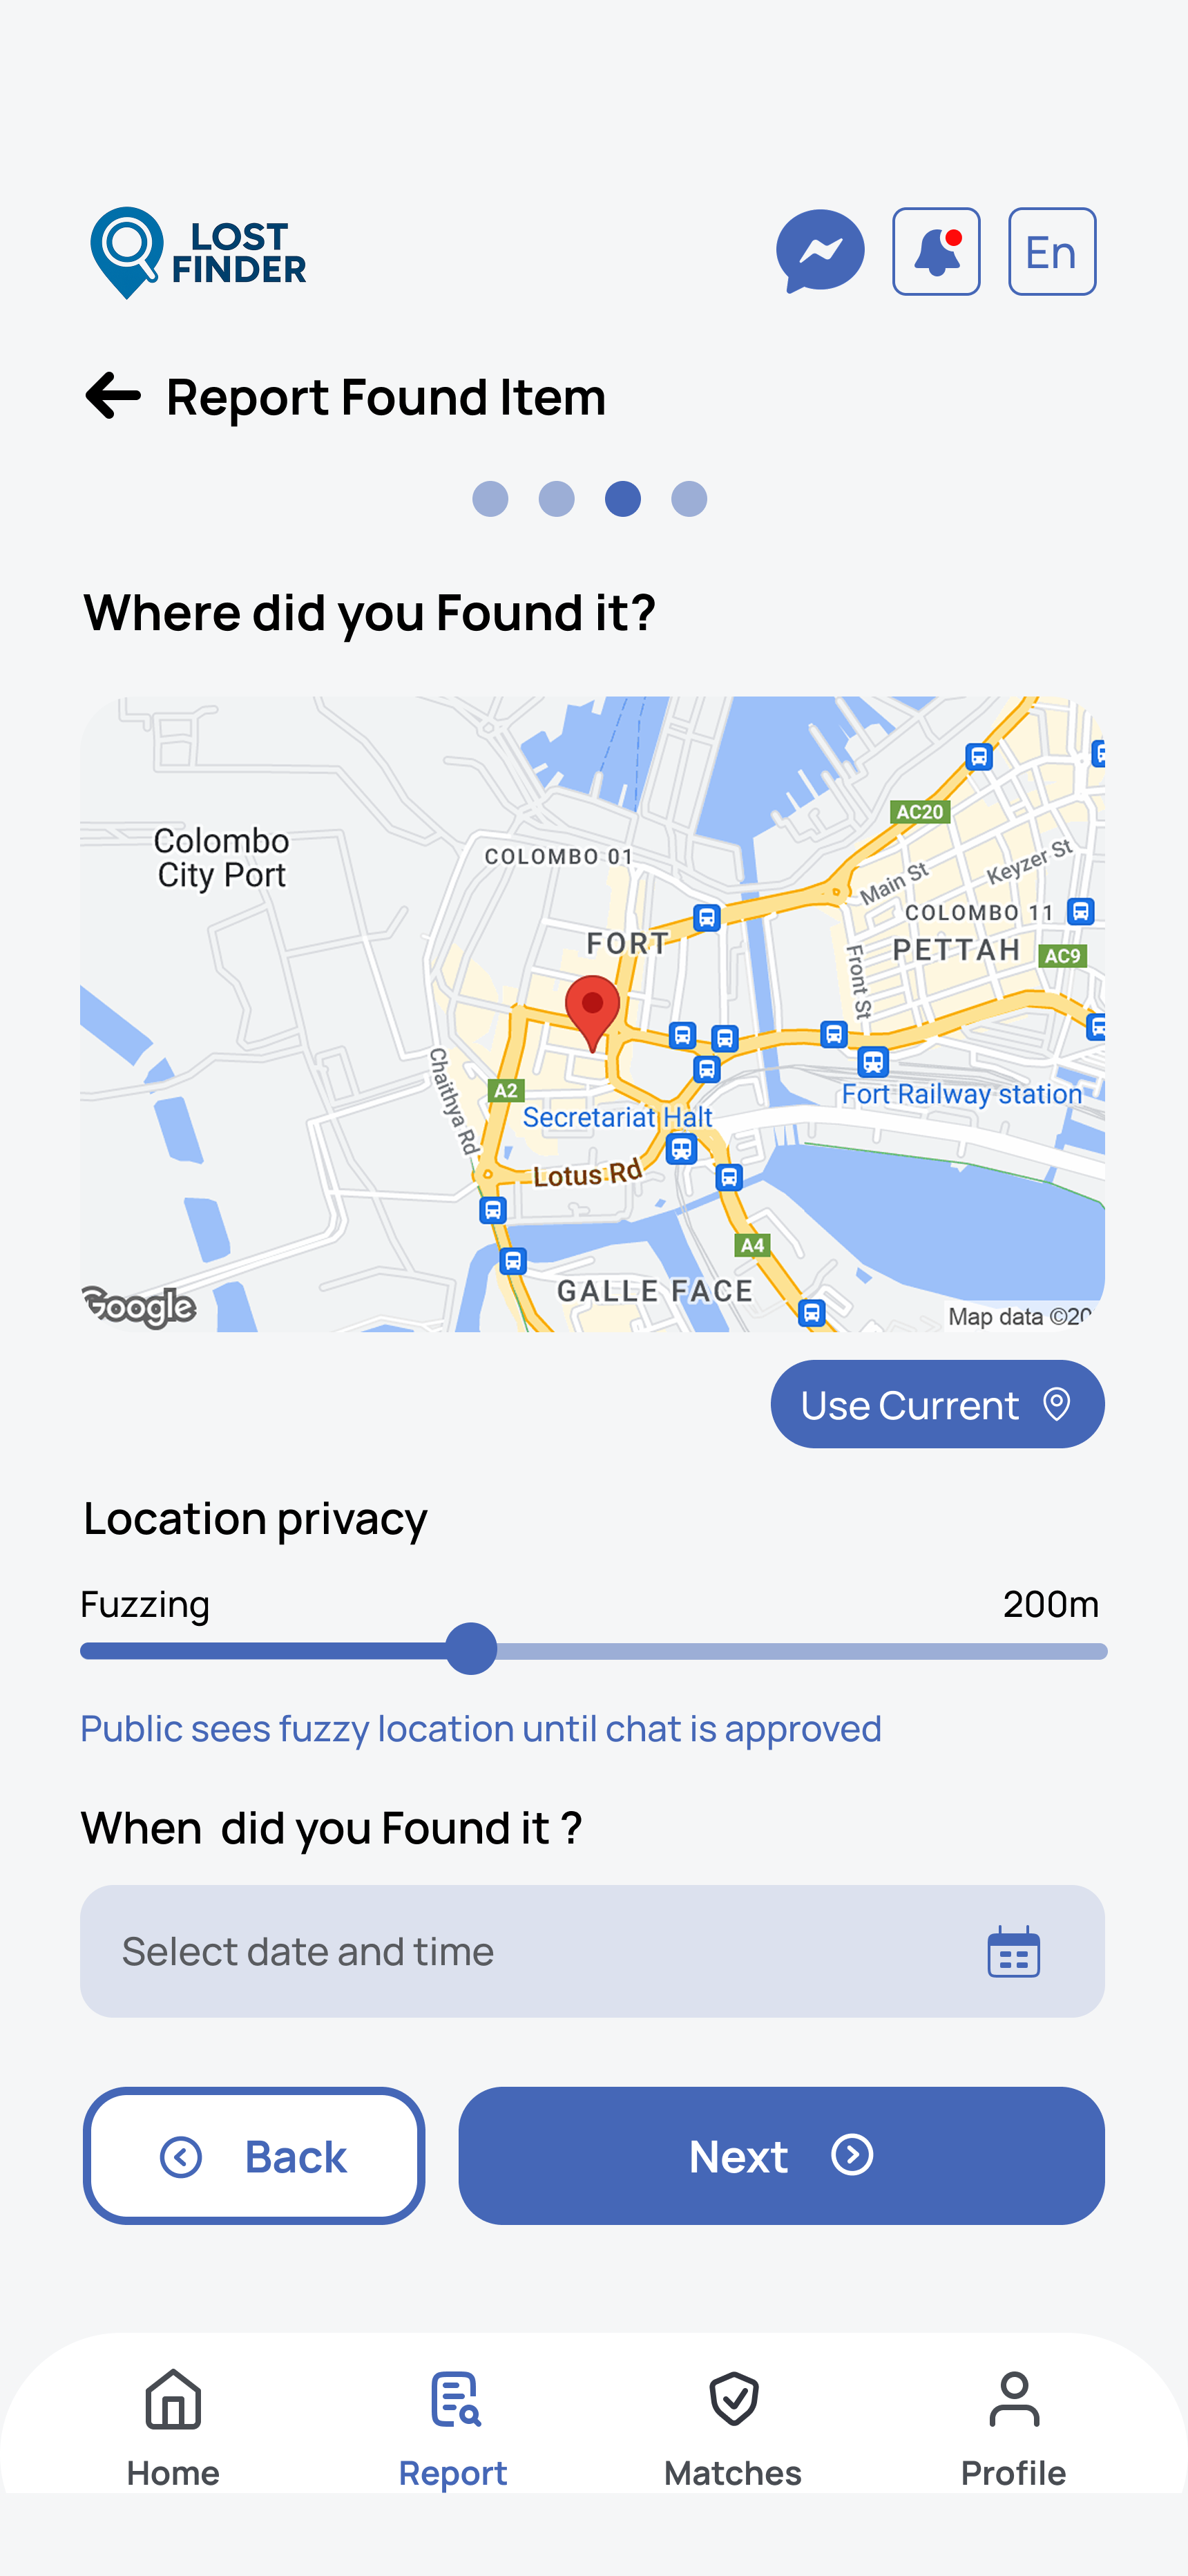 LOST
FINDER
En
Report Found Item
Where did you Found it?
Colombo
City Port
COLOMBO 01
AC20
Main St
Keyzer St
COLOMBO 11
FORT
PETTAH
AC9
Front St
Chaithya Rd
A2
Fort Railway station
Secretariat Halt
Lotus Rd
A4
GALLE FACE
Google
Map data ©20
Use Current
Location privacy
Fuzzing
200m
Public sees fuzzy location until chat is approved
When  did you Found it ?
Select date and time
Back
Next
Home
Report
Matches
Profile